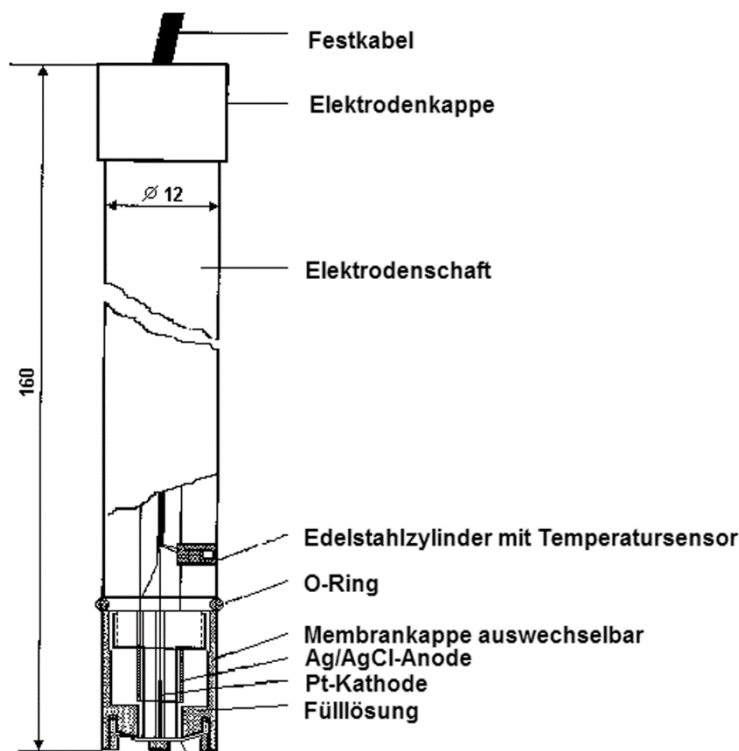 Festkabel
Elektrodenkappe
⌀ 12
Elektrodenschaft
160
Edelstahlzylinder mit Temperatursensor
O-Ring
Membrankappe auswechselbar
Ag/AgCl-Anode
Pt-Kathode
Fülllösung